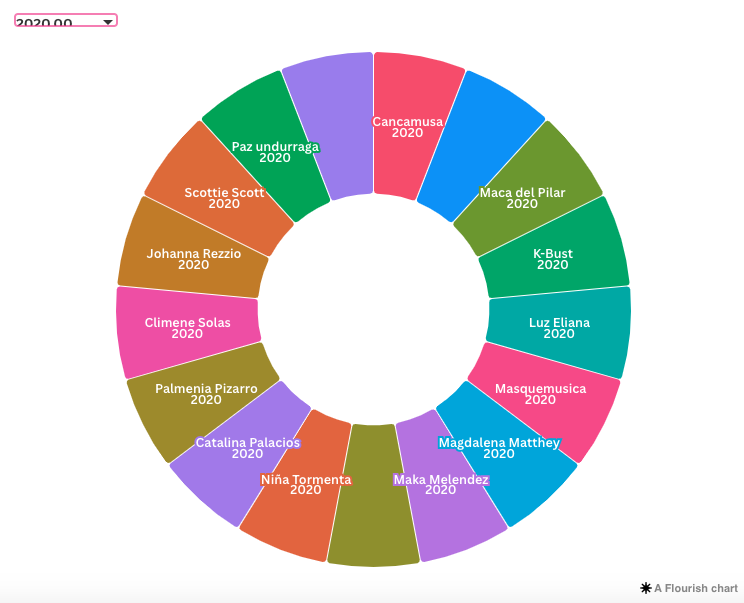 2020.00
Cancamusa
2020
Paz undurraga
2020
Scottie Scott
2020
Maca del Pilar
2020
Johanna Rezzio
2020
K-Bust
2020
Climene Solas
2020
Luz Eliana
2020
Palmenia Pizarro
2020
Masquemusica
2020
Catalina Palacios
2020
Magdalena Matthey
2020
Niña Tormenta
2020
Maka Melendez
2020
A Flourish chart